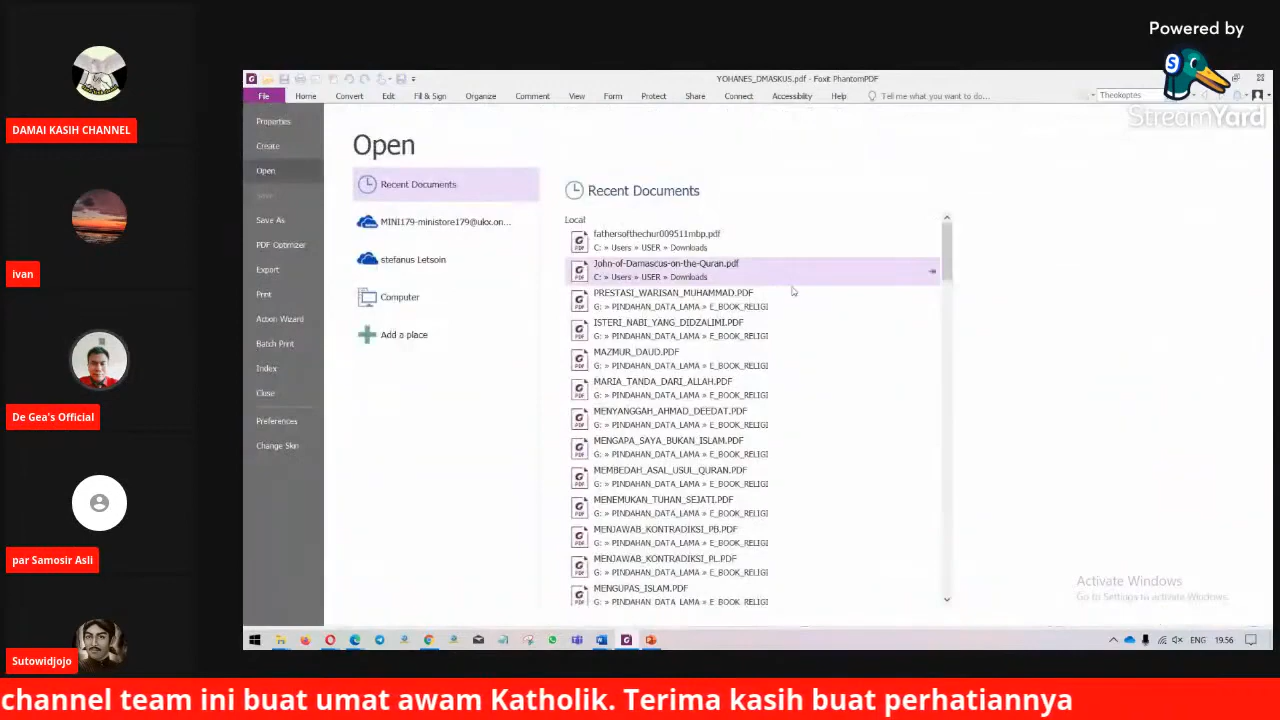 Powered by
StreamYard
DAMAI KASIH CHANNEL
ivan
De Gea's Official
par Samosir Asli
Sutowidjojo
YOHANES_DMASKUS.pdf - Foxit PhantomPDF
File Home Convert Edit Fill & Sign Organize Comment View Form Protect Share Connect Accessibility Help Tell me what you want to do... Theokoptes
Properties
Create
Open
Save As
PDF Optimizer
Export
Print
Action Wizard
Batch Print
Index
Close
Preferences
Change Skin
Open
Recent Documents
MINI179-ministore179@ukx.on...
stefanus Letsoin
Computer
Add a place
Recent Documents
Local
fathersofthechur009511mbp.pdf
C: » Users » USER » Downloads
John-of-Damascus-on-the-Quran.pdf
C: » Users » USER » Downloads
PRESTASI_WARISAN_MUHAMMAD.PDF
G: » PINDAHAN_DATA_LAMA » E_BOOK_RELIGI
ISTERI_NABI_YANG_DIDZALIMI.PDF
G: » PINDAHAN_DATA_LAMA » E_BOOK_RELIGI
MAZMUR_DAUD.PDF
G: » PINDAHAN_DATA_LAMA » E_BOOK_RELIGI
MARIA_TANDA_DARI_ALLAH.PDF
G: » PINDAHAN_DATA_LAMA » E_BOOK_RELIGI
MENYANGGAH_AHMAD_DEEDAT.PDF
G: » PINDAHAN_DATA_LAMA » E_BOOK_RELIGI
MENGAPA_SAYA_BUKAN_ISLAM.PDF
G: » PINDAHAN_DATA_LAMA » E_BOOK_RELIGI
MEMBEDAH_ASAL_USUL_QURAN.PDF
G: » PINDAHAN_DATA_LAMA » E_BOOK_RELIGI
MENEMUKAN_TUHAN_SEJATI.PDF
G: » PINDAHAN_DATA_LAMA » E_BOOK_RELIGI
MENJAWAB_KONTRADIKSI_PB.PDF
G: » PINDAHAN_DATA_LAMA » E_BOOK_RELIGI
MENJAWAB_KONTRADIKSI_PL.PDF
G: » PINDAHAN_DATA_LAMA » E_BOOK_RELIGI
MENGUPAS_ISLAM.PDF
G: » PINDAHAN_DATA_LAMA » E_BOOK_RELIGI
Activate Windows
Go to Settings to activate Windows.
ENG 19.56
channel team ini buat umat awam Katholik. Terima kasih buat perhatiannya